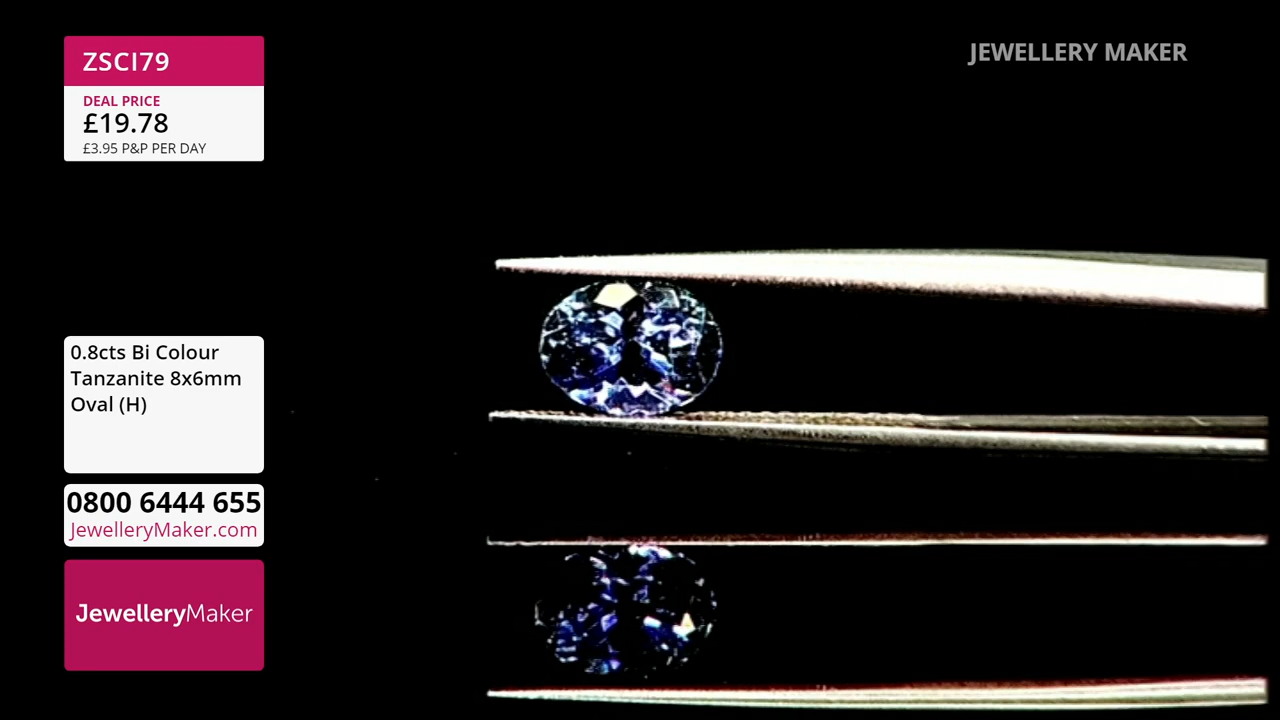 ZSCI79
DEAL PRICE
£19.78
£3.95 P&P PER DAY
JEWELLERY MAKER
0.8cts Bi Colour
Tanzanite 8x6mm
Oval (H)
0800 6444 655
JewelleryMaker.com
JewelleryMaker